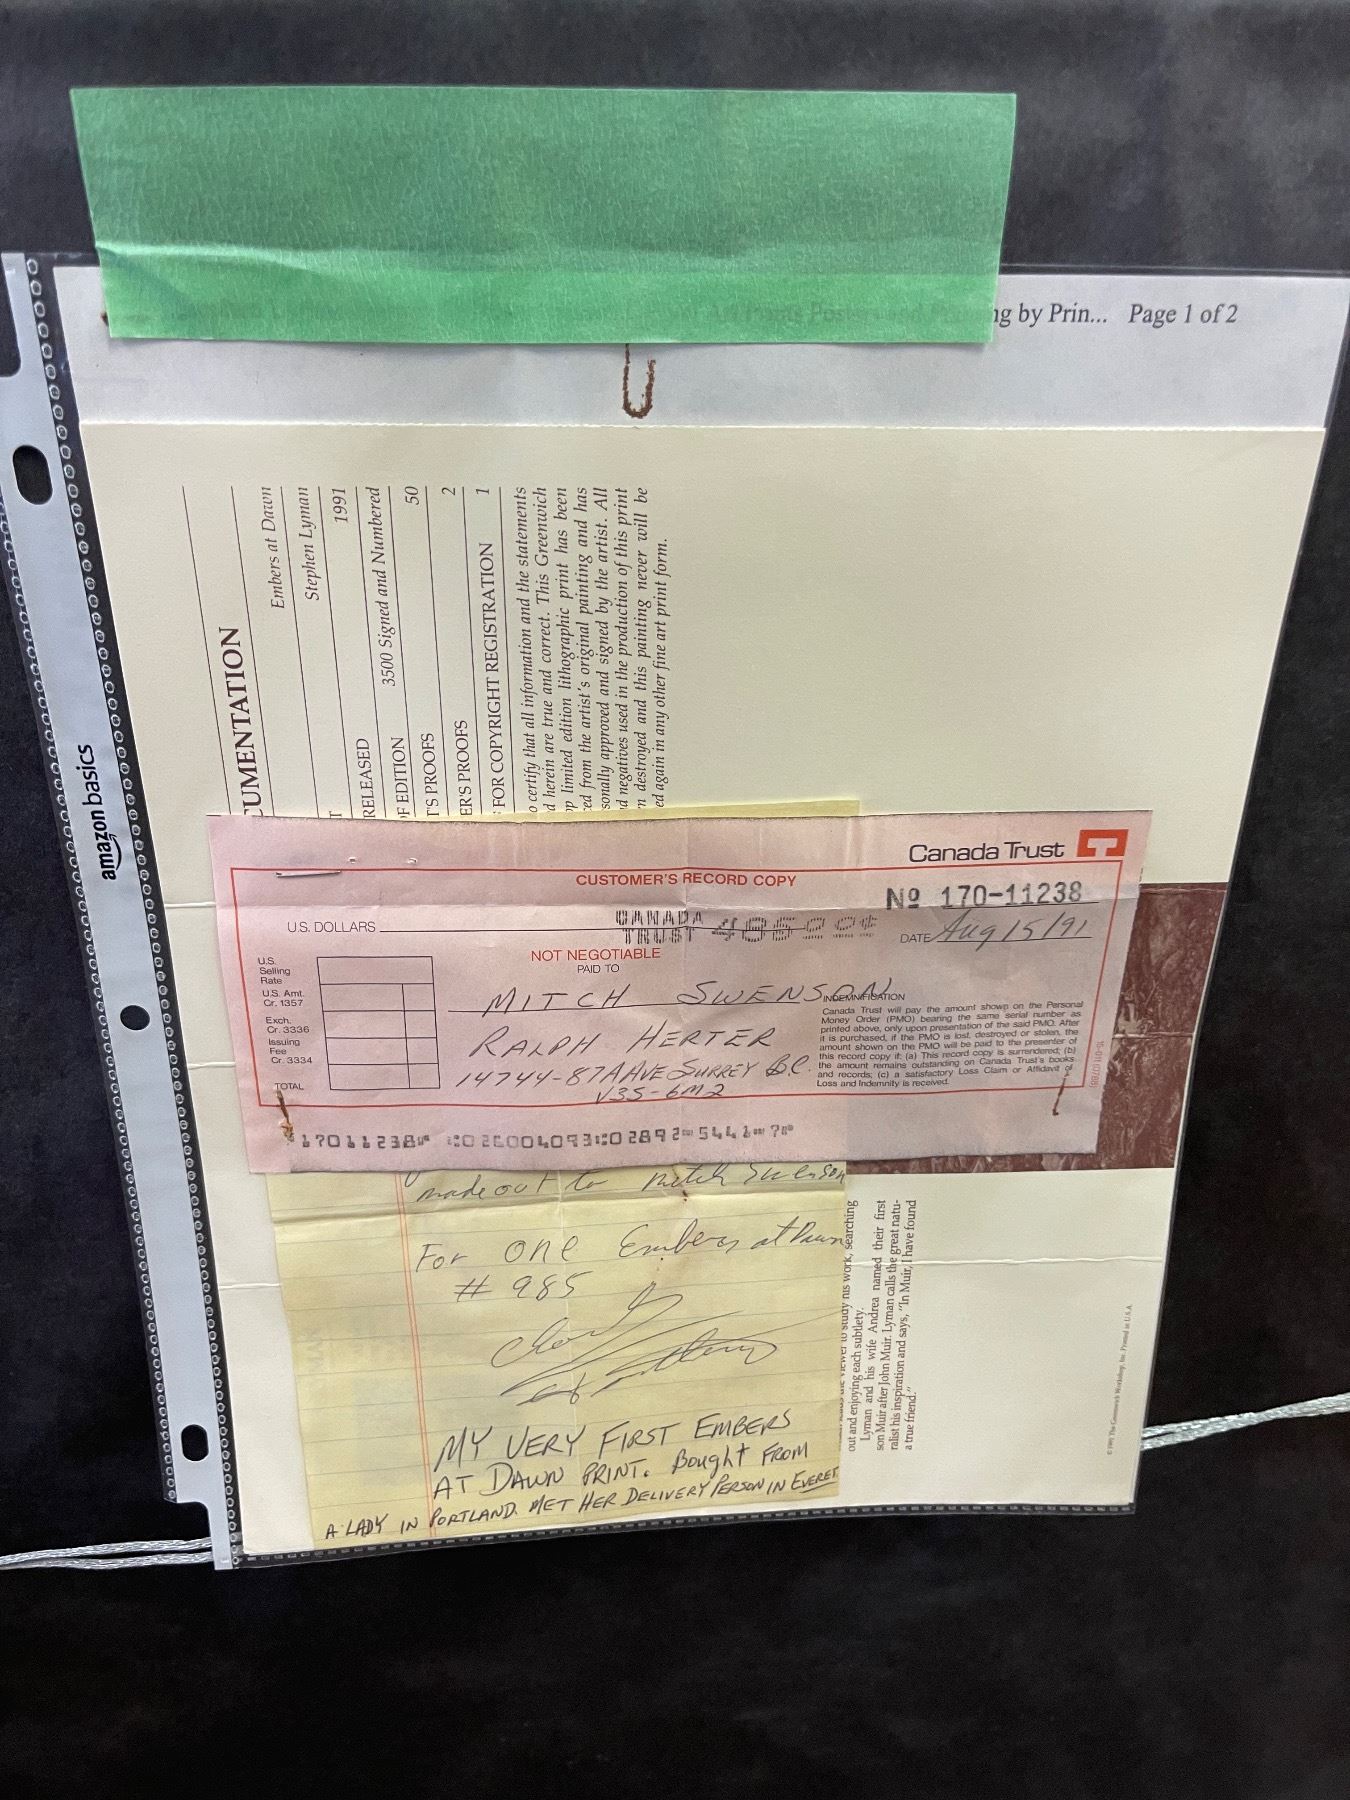 ng by Prin... Page 1 of 2
amazon basics
CUMENTATION
Embers at Dawn
Stephen Lyman
T 1991
RELEASED
F EDITION 3500 Signed and Numbered
T'S PROOFS 50
ER'S PROOFS 2
FOR COPYRIGHT REGISTRATION 1
o certify that all information and the statements
d herein are true and correct. This Greenwich
op limited edition lithographic print has been
ced from the artist's original painting and has
sonally approved and signed by the artist. All
d negatives used in the production of this print
n destroyed and this painting never will be
ed again in any other fine art print form.
Canada Trust
CUSTOMER'S RECORD COPY
Nº 170-11238
U.S. DOLLARS
CANADA
TRUST
DATE Aug 15/91
NOT NEGOTIABLE
PAID TO
U.S.
Selling
Rate
U.S. Amt.
Cr. 1357
Exch.
Cr. 3336
Issuing
Fee
Cr. 3334
TOTAL
MITCH SWENSON
RALPH HERTER
14744-87A AVE SURREY B.C.
V3S-6M2
INDEMNIFICATION
Canada Trust will pay the amount shown on the Personal
Money Order (PMO) bearing the same serial number as
printed above, only upon presentation of the said PMO. After
it is purchased, if the PMO is lost, destroyed or stolen, the
amount shown on the PMO will be paid to the presenter of
this record copy if: (a) This record copy is surrendered; (b)
the amount remains outstanding on Canada Trust's books
and records; (c) a satisfactory Loss Claim or Affidavit of
Loss and Indemnity is received.
made out to Mitch Swenson
For one Embers at Dawn
# 985
MY VERY FIRST EMBERS
AT DAWN PRINT. BOUGHT FROM
A LADY IN PORTLAND. MET HER DELIVERY PERSON IN EVERET
his work, searching
out and enjoying each subtlety.
Lyman and his wife Andrea named their first
son Muir after John Muir. Lyman calls the great natu-
ralist his inspiration and says, "In Muir, I have found
a true friend."
© 1991 The Greenwich Workshop, Inc. Printed in U.S.A.